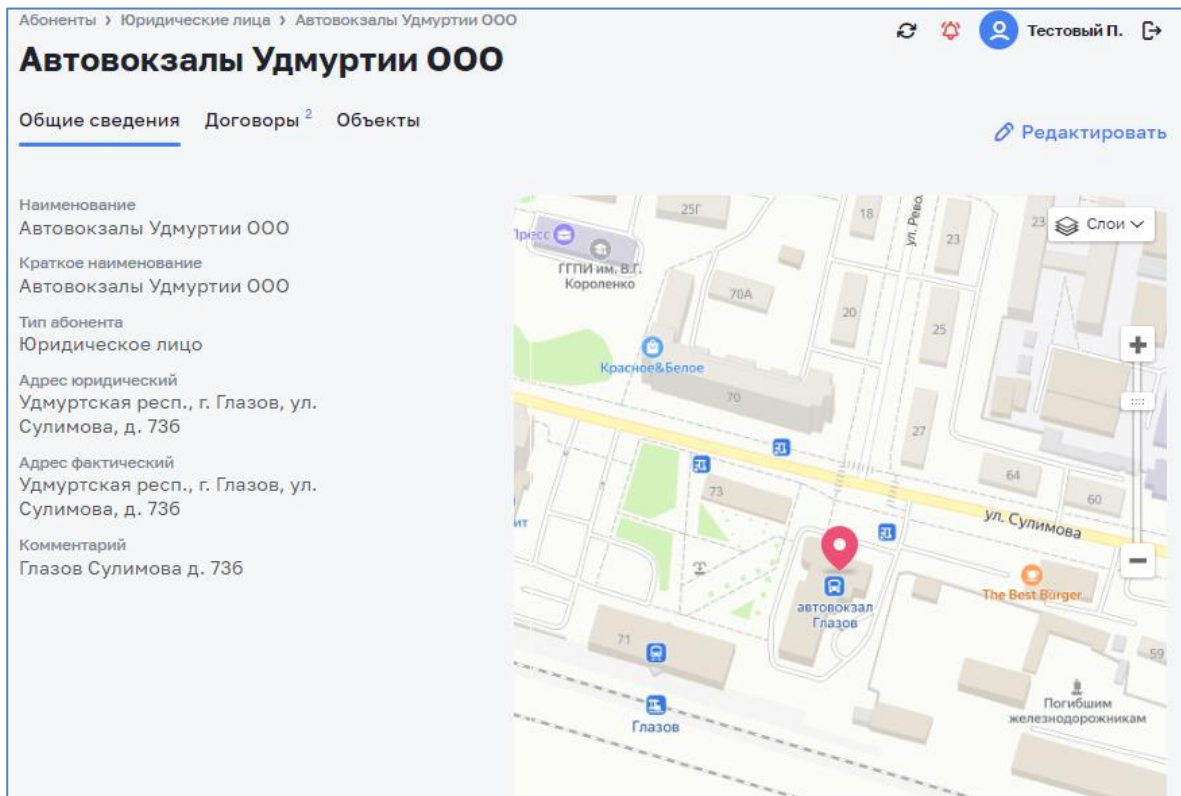 Абоненты › Юридические лица › Автовокзалы Удмуртии ООО
Тестовый П.
Автовокзалы Удмуртии ООО
Общие сведения Договоры 2 Объекты
Редактировать
Наименование
Автовокзалы Удмуртии ООО
Краткое наименование
Автовокзалы Удмуртии ООО
Тип абонента
Юридическое лицо
Адрес юридический
Удмуртская респ., г. Глазов, ул.
Сулимова, д. 73б
Адрес фактический
Удмуртская респ., г. Глазов, ул.
Сулимова, д. 73б
Комментарий
Глазов Сулимова д. 73б
25Г
18
ул. Рево
23
23
Слои
ГГПИ им. В.Г.
Короленко
70А
20
25
Красное&Белое
70
27
73
64
60
ул. Сулимова
The Best Burger
автовокзал
Глазов
71
59
Погибшим
железнодорожникам
Глазов